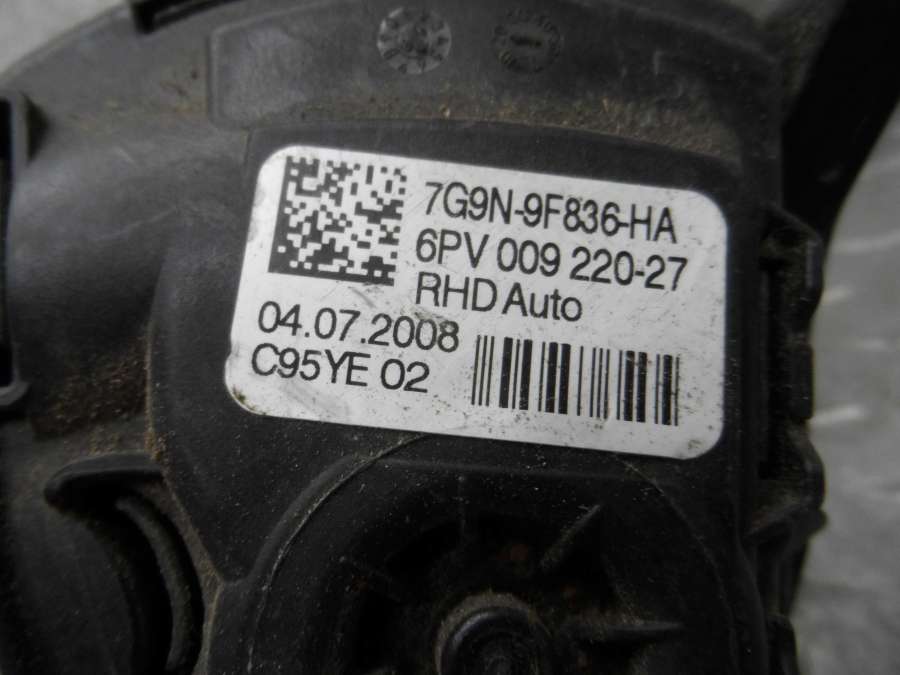 7G9N-9F836-HA
6PV 009 220-27
RHD Auto
04.07.2008
C95YE 02